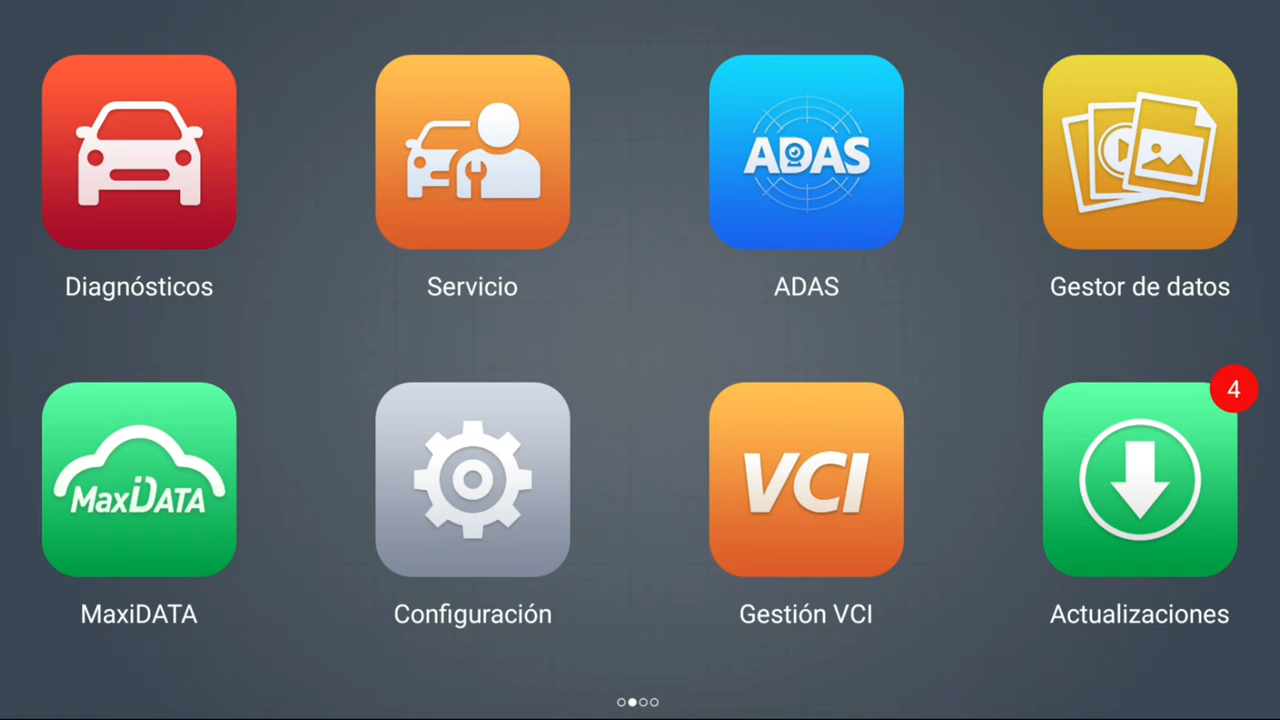 ADAS
Diagnósticos
Servicio
ADAS
Gestor de datos
4
MaxiDATA
VCI
MaxiDATA
Configuración
Gestión VCI
Actualizaciones